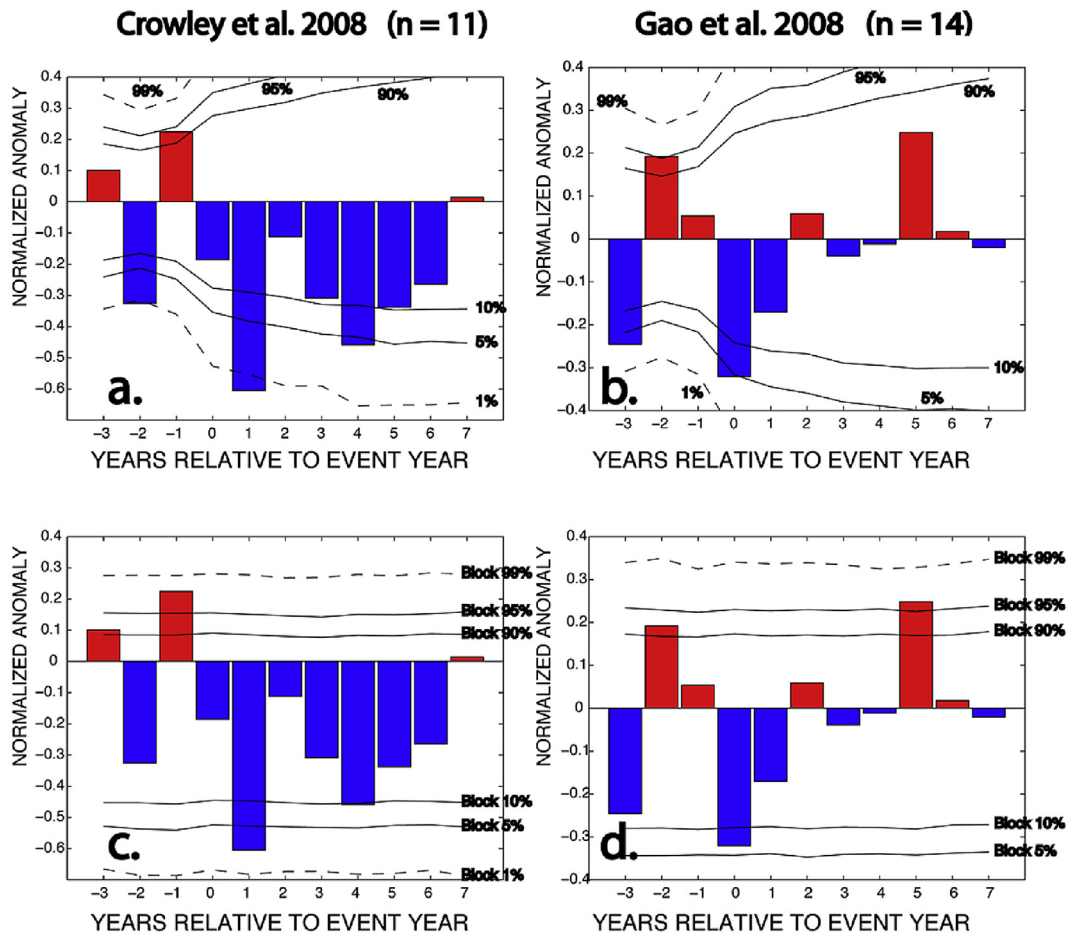 Crowley et al. 2008 (n = 11)
Gao et al. 2008 (n = 14)
NORMALIZED ANOMALY
0.4
0.3
0.2
0.1
0
−0.1
−0.2
−0.3
−0.4
−0.5
−0.6
99%
95%
90%
10%
5%
1%
a.
−3 −2 −1 0 1 2 3 4 5 6 7
YEARS RELATIVE TO EVENT YEAR
NORMALIZED ANOMALY
0.4
0.3
0.2
0.1
0
−0.1
−0.2
−0.3
−0.4
99%
95%
90%
10%
5%
1%
b.
−3 −2 −1 0 1 2 3 4 5 6 7
YEARS RELATIVE TO EVENT YEAR
NORMALIZED ANOMALY
0.4
0.3
0.2
0.1
0
−0.1
−0.2
−0.3
−0.4
−0.5
−0.6
Block 99%
Block 95%
Block 90%
Block 10%
Block 5%
Block 1%
c.
−3 −2 −1 0 1 2 3 4 5 6 7
YEARS RELATIVE TO EVENT YEAR
NORMALIZED ANOMALY
0.4
0.3
0.2
0.1
0
−0.1
−0.2
−0.3
−0.4
Block 99%
Block 95%
Block 90%
Block 10%
Block 5%
d.
−3 −2 −1 0 1 2 3 4 5 6 7
YEARS RELATIVE TO EVENT YEAR